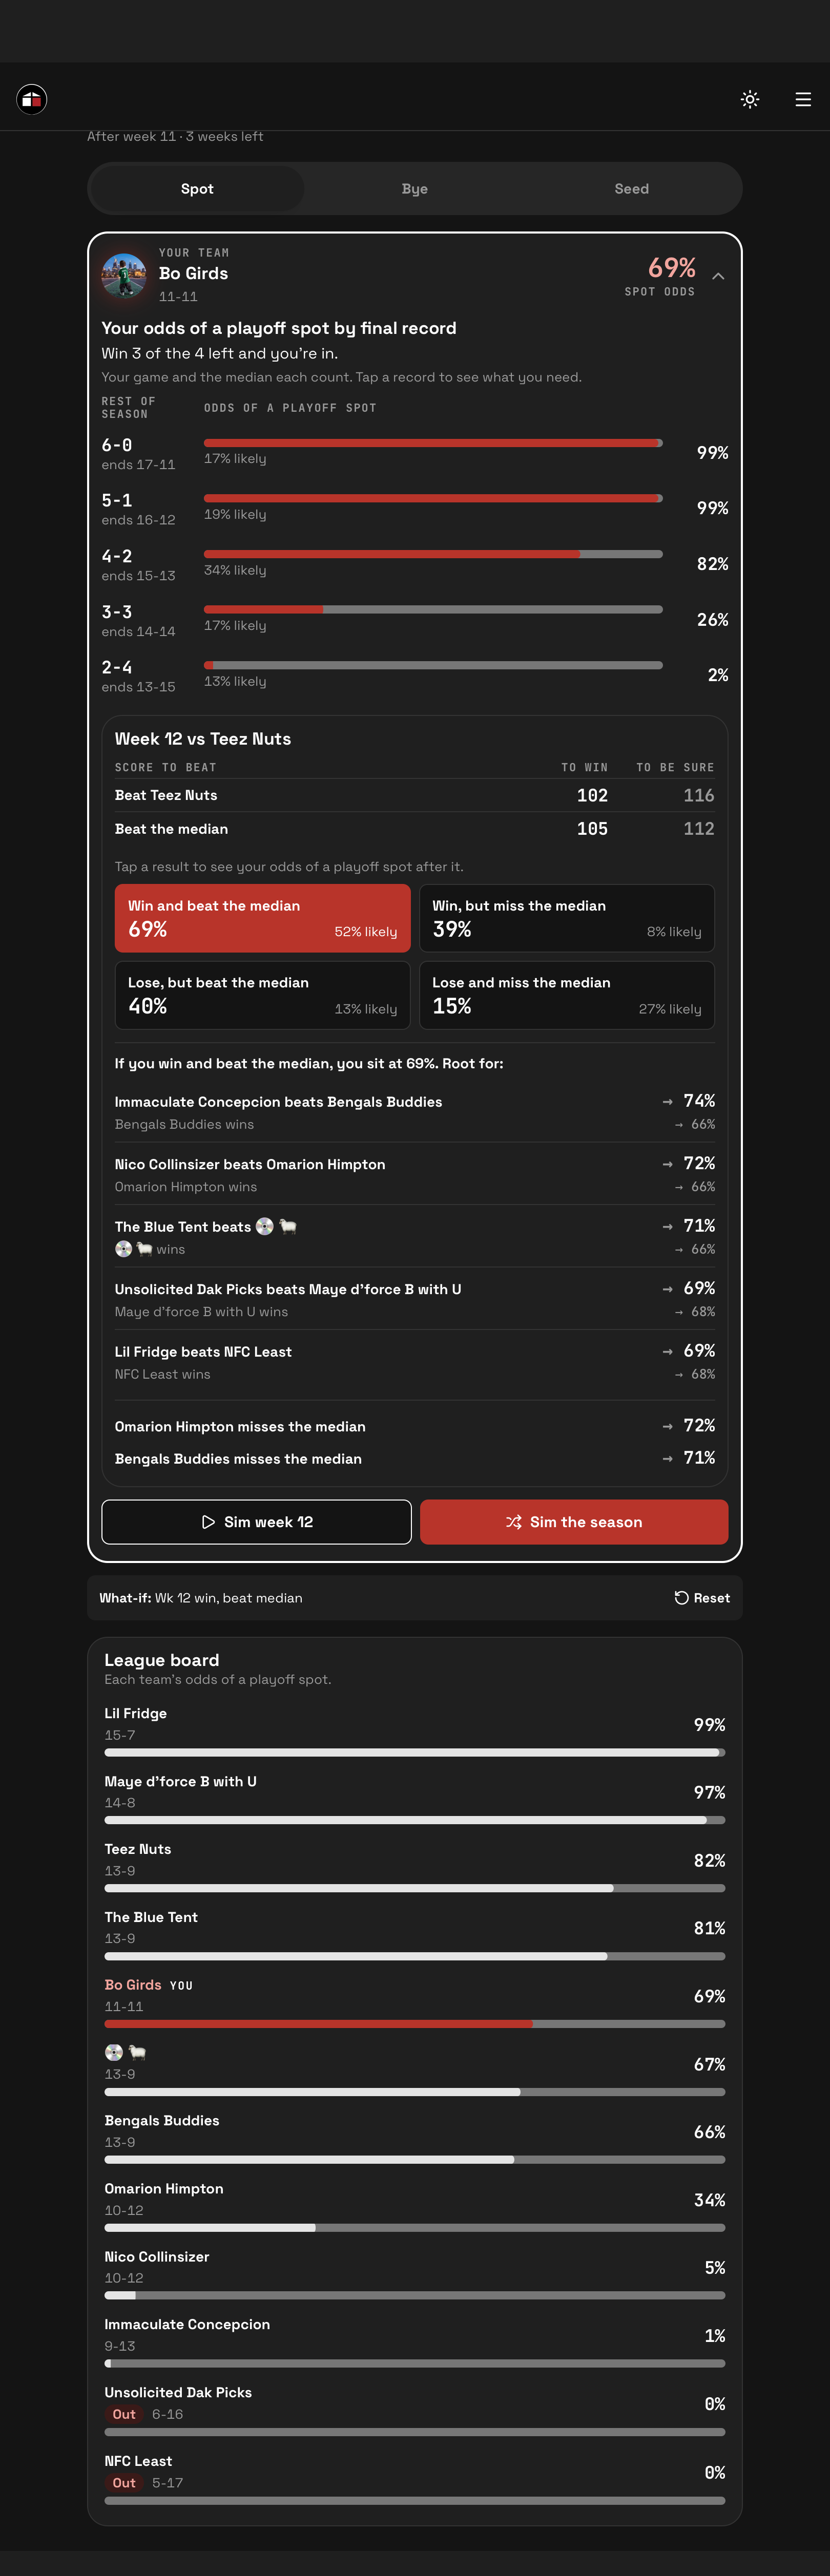 After week 11 · 3 weeks left
Spot
Bye
Seed
YOUR TEAM
Bo Girds
11-11
69%
SPOT ODDS
Your odds of a playoff spot by final record
Win 3 of the 4 left and you're in.
Your game and the median each count. Tap a record to see what you need.
REST OF
SEASON
ODDS OF A PLAYOFF SPOT
6-0
ends 17-11
17% likely
99%
5-1
ends 16-12
19% likely
99%
4-2
ends 15-13
34% likely
82%
3-3
ends 14-14
17% likely
26%
2-4
ends 13-15
13% likely
2%
Week 12 vs Teez Nuts
SCORE TO BEAT TO WIN TO BE SURE
Beat Teez Nuts 102 116
Beat the median 105 112
Tap a result to see your odds of a playoff spot after it.
Win and beat the median
69% 52% likely
Win, but miss the median
39% 8% likely
Lose, but beat the median
40% 13% likely
Lose and miss the median
15% 27% likely
If you win and beat the median, you sit at 69%. Root for:
Immaculate Concepcion beats Bengals Buddies → 74%
Bengals Buddies wins → 66%
Nico Collinsizer beats Omarion Himpton → 72%
Omarion Himpton wins → 66%
The Blue Tent beats 💿 🐑 → 71%
💿 🐑 wins → 66%
Unsolicited Dak Picks beats Maye d'force B with U → 69%
Maye d'force B with U wins → 68%
Lil Fridge beats NFC Least → 69%
NFC Least wins → 68%
Omarion Himpton misses the median → 72%
Bengals Buddies misses the median → 71%
Sim week 12
Sim the season
What-if: Wk 12 win, beat median
Reset
League board
Each team's odds of a playoff spot.
Lil Fridge
15-7
99%
Maye d'force B with U
14-8
97%
Teez Nuts
13-9
82%
The Blue Tent
13-9
81%
Bo Girds YOU
11-11
69%
💿 🐑
13-9
67%
Bengals Buddies
13-9
66%
Omarion Himpton
10-12
34%
Nico Collinsizer
10-12
5%
Immaculate Concepcion
9-13
1%
Unsolicited Dak Picks
Out 6-16
0%
NFC Least
Out 5-17
0%